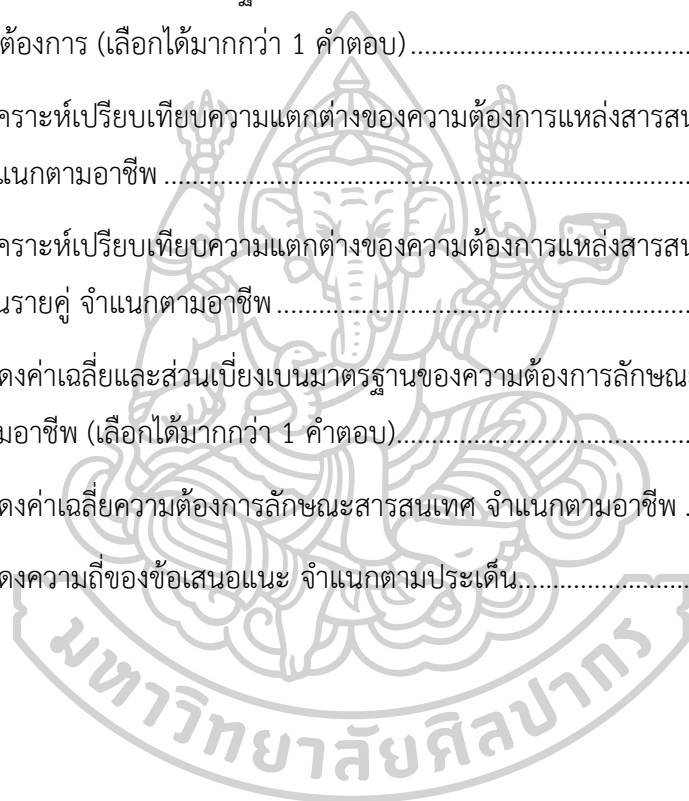 ต้องการ (เลือกได้มากกว่า 1 คำตอบ)
คราะห์เปรียบเทียบความแตกต่างของความต้องการแหล่งสารสน
แนกตามอาชีพ
คราะห์เปรียบเทียบความแตกต่างของความต้องการแหล่งสารสน
นรายคู่ จำแนกตามอาชีพ
ดงค่าเฉลี่ยและส่วนเบี่ยงเบนมาตรฐานของความต้องการลักษณะ
มอาชีพ (เลือกได้มากกว่า 1 คำตอบ)
ดงค่าเฉลี่ยความต้องการลักษณะสารสนเทศ จำแนกตามอาชีพ
ดงความถี่ของข้อเสนอแนะ จำแนกตามประเด็น
มหาวิทยาลัยศิลปากร